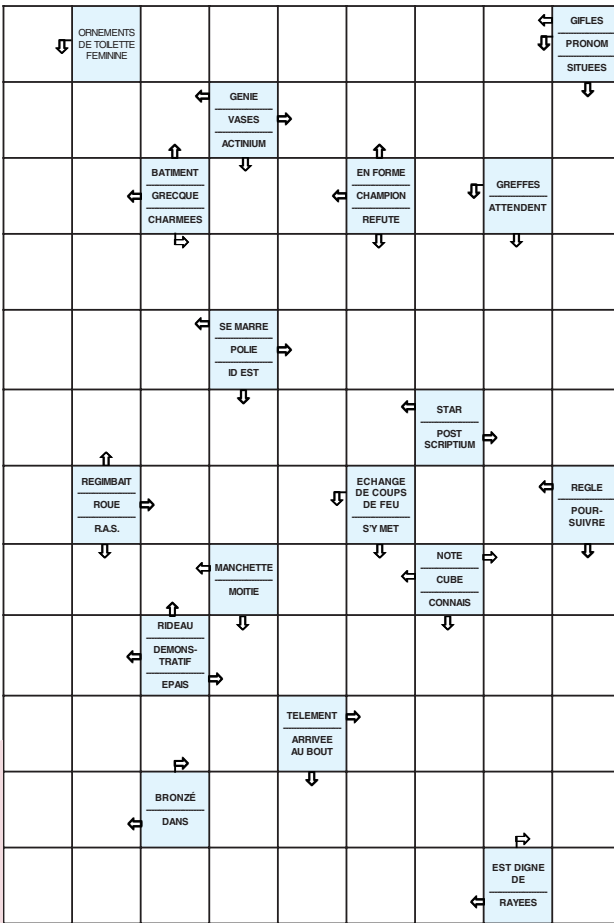 ORNEMENTS
DE TOILETTE
FEMININE
GIFLES
PRONOM
SITUEES
GENIE
VASES
ACTINIUM
BATIMENT
GRECQUE
CHARMEES
EN FORME
CHAMPION
REFUTE
GREFFES
ATTENDENT
SE MARRE
POLIE
ID EST
STAR
POST
SCRIPTIUM
REGIMBAIT
ROUE
R.A.S.
ECHANGE
DE COUPS
DE FEU
S'Y MET
REGLE
POUR-
SUIVRE
MANCHETTE
MOITIE
NOTE
CUBE
CONNAIS
RIDEAU
DEMONS-
TRATIF
EPAIS
TELEMENT
ARRIVEE
AU BOUT
BRONZÉ
DANS
EST DIGNE
DE
RAYEES